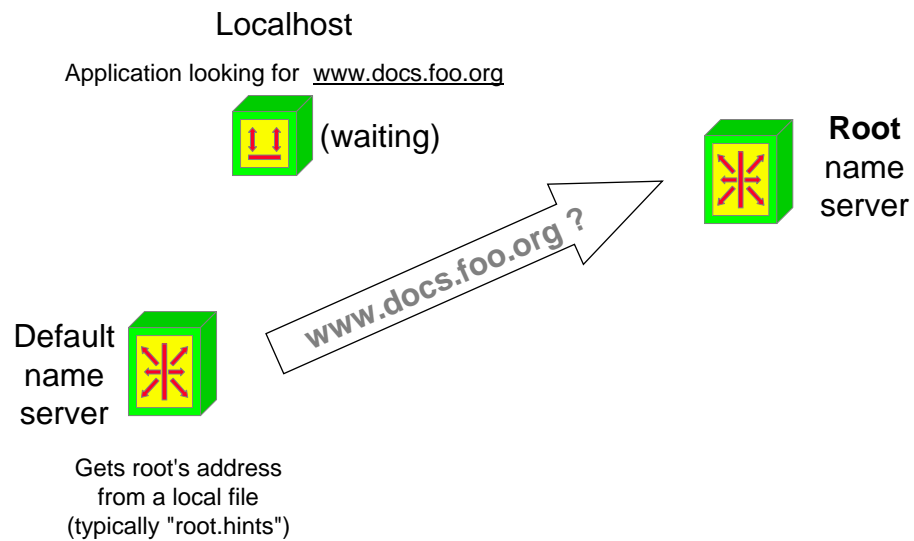 Localhost
Application looking for www.docs.foo.org
(waiting)
Root
name
server
www.docs.foo.org ?
Default
name
server
Gets root's address
from a local file
(typically "root.hints")